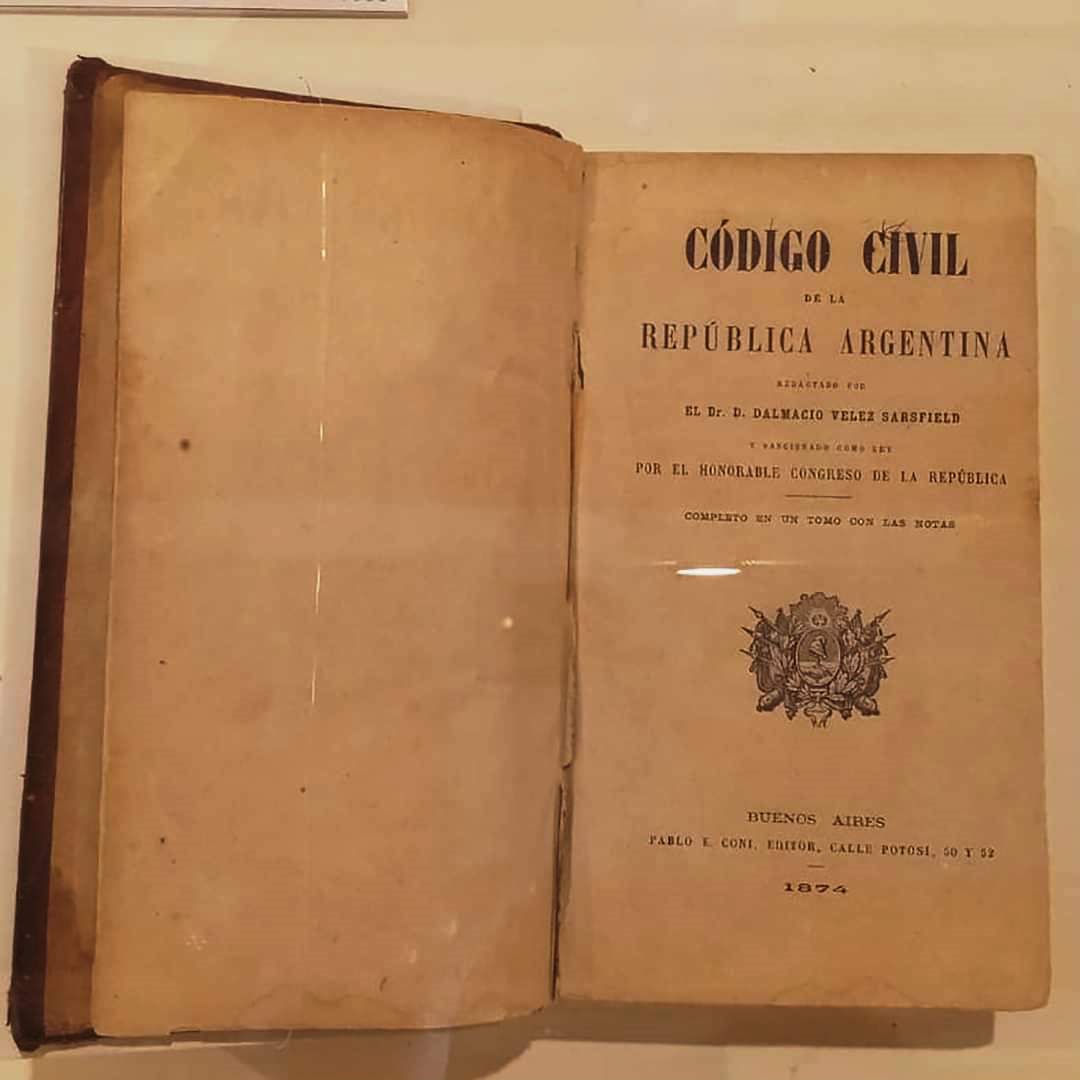 CÓDIGO CIVIL
DE LA
REPÚBLICA ARGENTINA
REDACTADO POR
EL Dr. D. DALMACIO VELEZ SARSFIELD
Y SANCIONADO COMO LEY
POR EL HONORABLE CONGRESO DE LA REPÚBLICA
COMPLETO EN UN TOMO CON LAS NOTAS
BUENOS AIRES
PABLO E. CONI, EDITOR, CALLE POTOSÍ, 50 Y 52
1874